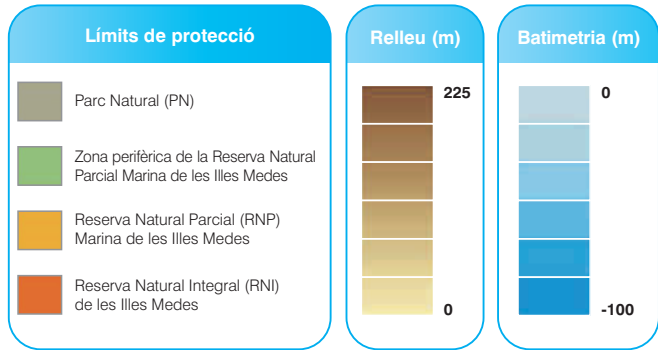 Límits de protecció
Parc Natural (PN)
Zona perifèrica de la Reserva Natural
Parcial Marina de les Illes Medes
Reserva Natural Parcial (RNP)
Marina de les Illes Medes
Reserva Natural Integral (RNI)
de les Illes Medes
Relleu (m)
225
0
Batimetria (m)
0
-100